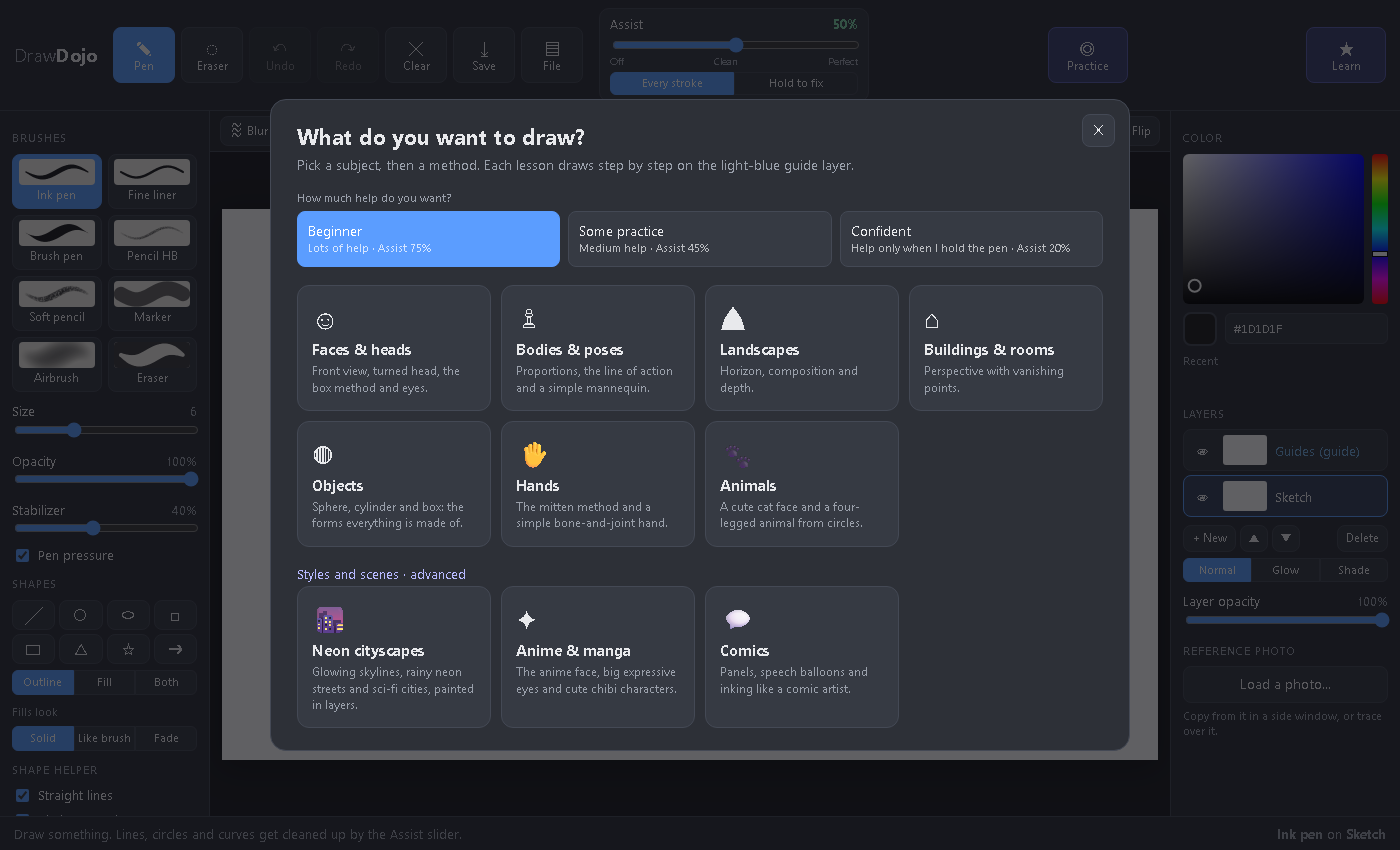 DrawDojo
Pen
Eraser
Undo
Redo
Clear
Save
File
Assist
50%
Off
Clean
Perfect
Every stroke
Hold to fix
Practice
Learn
BRUSHES
Ink pen
Fine liner
Brush pen
Pencil HB
Soft pencil
Marker
Airbrush
Eraser
Size
6
Opacity
100%
Stabilizer
40%
Pen pressure
SHAPES
Outline
Fill
Both
Fills look
Solid
Like brush
Fade
SHAPE HELPER
Straight lines
Blur
Flip
What do you want to draw?
Pick a subject, then a method. Each lesson draws step by step on the light-blue guide layer.
How much help do you want?
Beginner
Lots of help · Assist 75%
Some practice
Medium help · Assist 45%
Confident
Help only when I hold the pen · Assist 20%
Faces & heads
Front view, turned head, the
box method and eyes.
Bodies & poses
Proportions, the line of action
and a simple mannequin.
Landscapes
Horizon, composition and
depth.
Buildings & rooms
Perspective with vanishing
points.
Objects
Sphere, cylinder and box: the
forms everything is made of.
Hands
The mitten method and a
simple bone-and-joint hand.
Animals
A cute cat face and a four-
legged animal from circles.
Styles and scenes · advanced
Neon cityscapes
Glowing skylines, rainy neon
streets and sci-fi cities, painted
in layers.
Anime & manga
The anime face, big expressive
eyes and cute chibi characters.
Comics
Panels, speech balloons and
inking like a comic artist.
COLOR
#1D1D1F
Recent
LAYERS
Guides (guide)
Sketch
+ New
Delete
Normal
Glow
Shade
Layer opacity
100%
REFERENCE PHOTO
Load a photo...
Copy from it in a side window, or trace
over it.
Draw something. Lines, circles and curves get cleaned up by the Assist slider.
Ink pen on Sketch